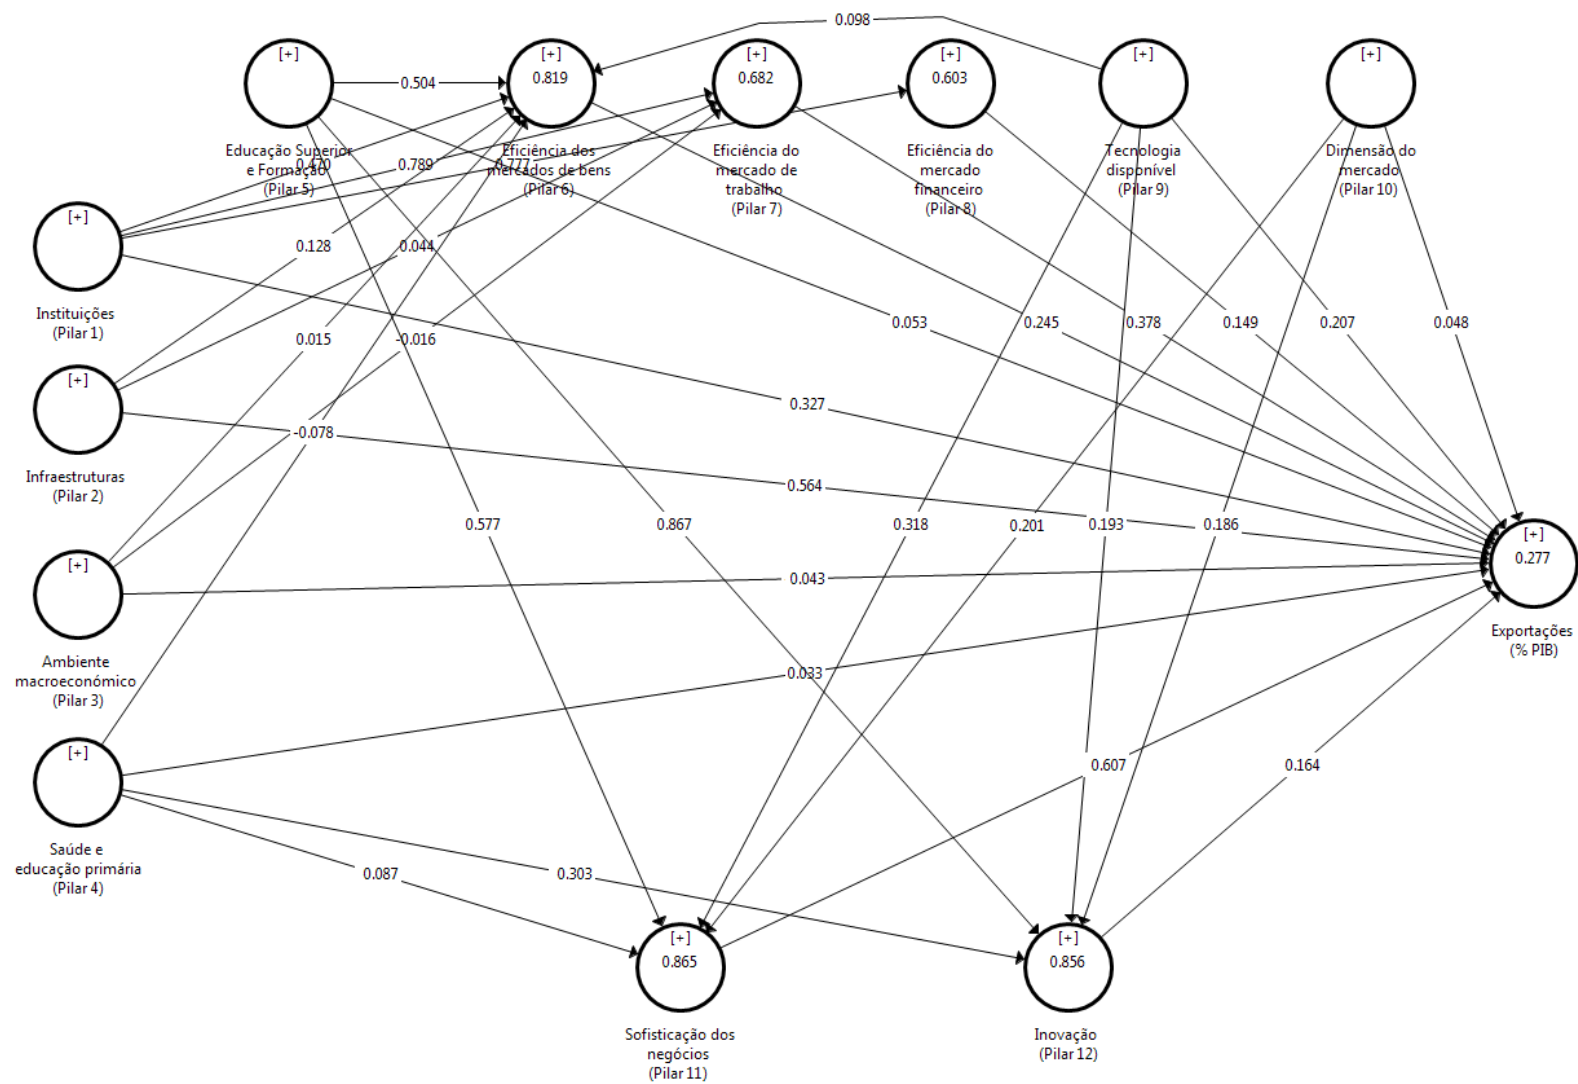 0.098
[+]
[+]
0.819
[+]
0.682
[+]
0.603
[+]
[+]
0.504
Educação Superior
e Formação
(Pilar 5)
Eficiência dos
mercados de bens
(Pilar 6)
Eficiência do
mercado de
trabalho
(Pilar 7)
Eficiência do
mercado
financeiro
(Pilar 8)
Tecnologia
disponível
(Pilar 9)
Dimensão do
mercado
(Pilar 10)
0.470
0.789
0.777
[+]
Instituições
(Pilar 1)
0.128
0.044
0.015
-0.016
0.053
0.245
0.378
0.149
0.207
0.048
[+]
Infraestruturas
(Pilar 2)
0.327
-0.078
0.564
0.577
0.867
0.318
0.201
0.193
0.186
[+]
0.277
Exportações
(% PIB)
[+]
Ambiente
macroeconómico
(Pilar 3)
0.043
0.033
[+]
Saúde e
educação primária
(Pilar 4)
0.607
0.164
0.087
0.303
[+]
0.865
Sofisticação dos
negócios
(Pilar 11)
[+]
0.856
Inovação
(Pilar 12)